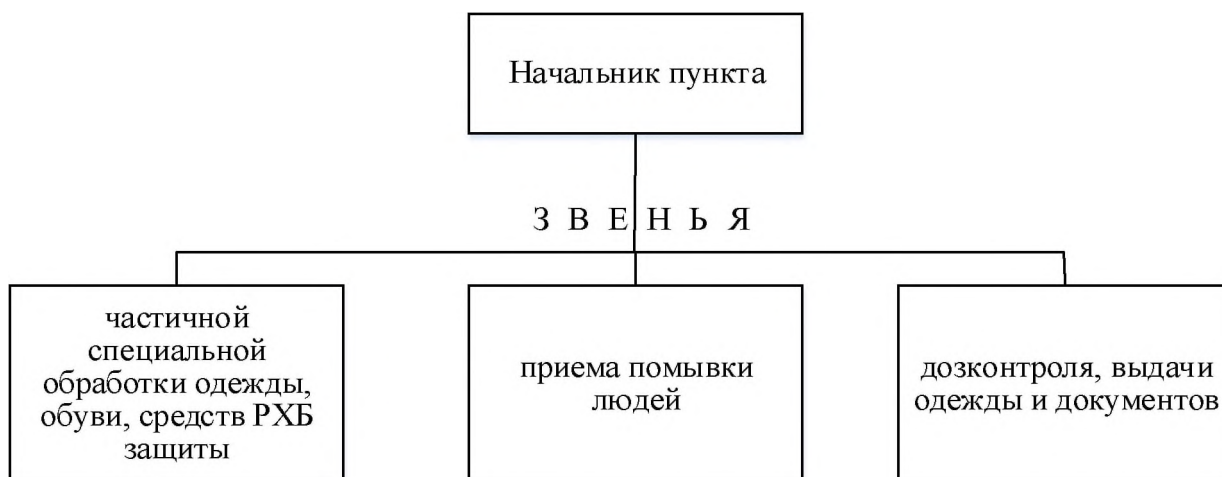 Начальник пункта
З В Е Н Ь Я
частичной
специальной
обработки одежды,
обуви, средств РХБ
защиты
приема помывки
людей
дозконтроля, выдачи
одежды и документов